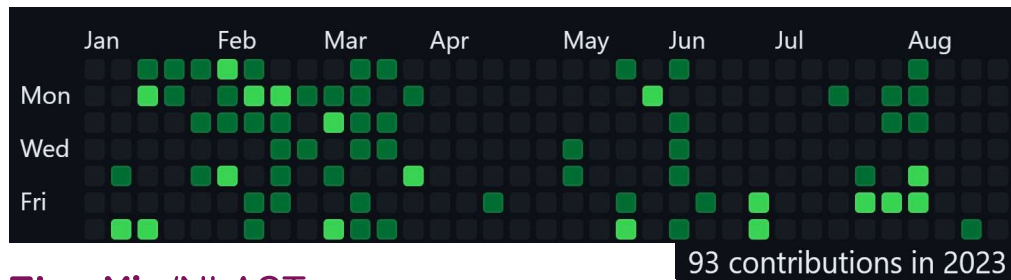 Jan Feb Mar Apr May Jun Jul Aug
Mon
Wed
Fri
93 contributions in 2023